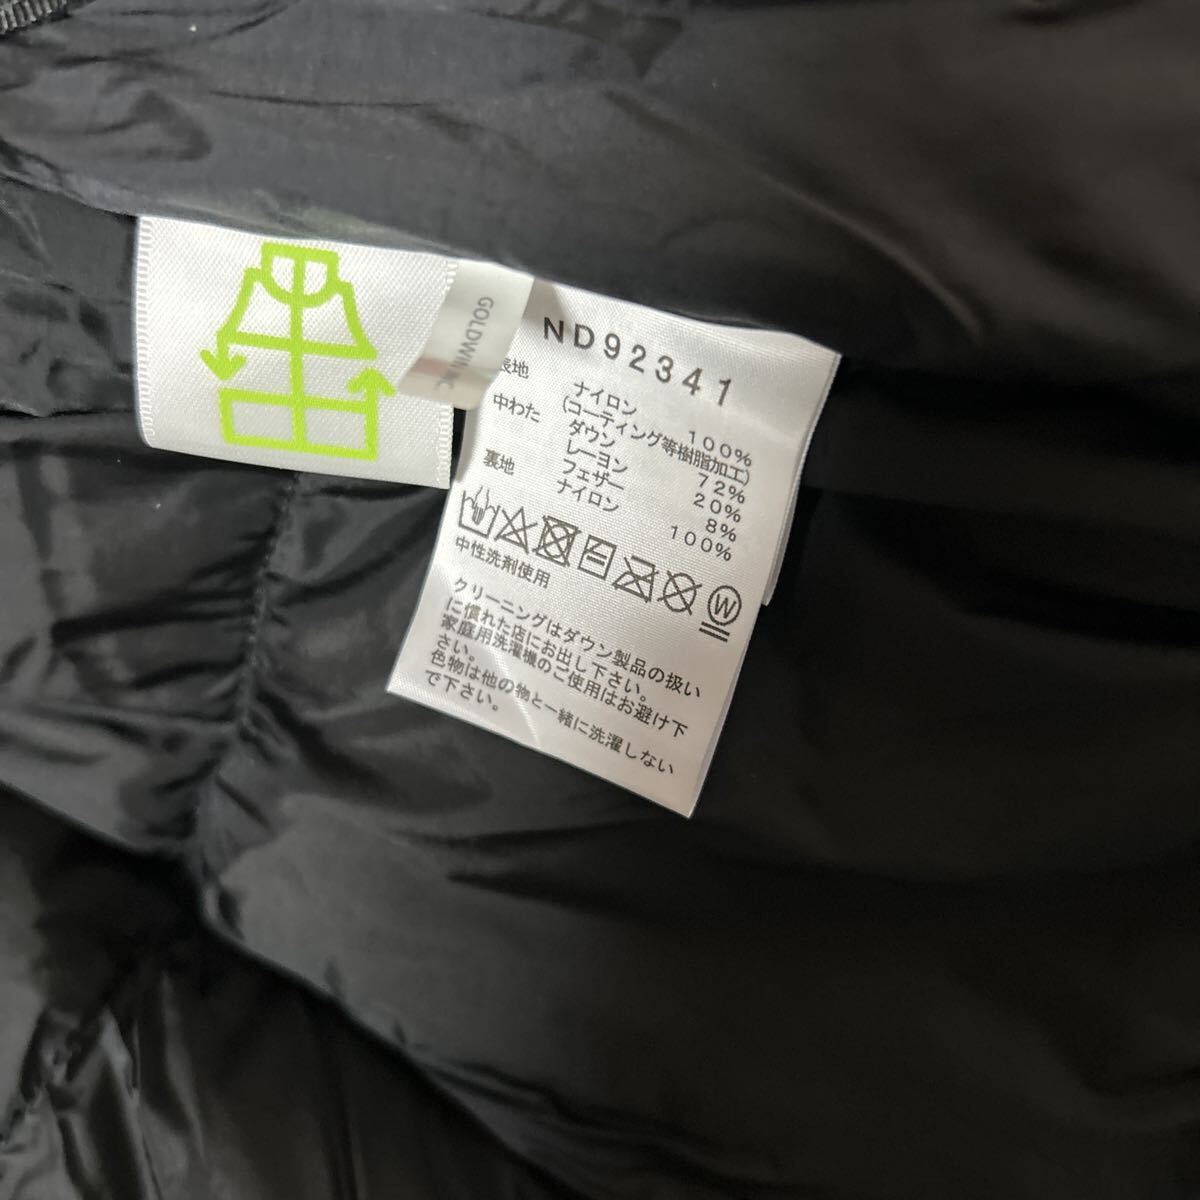 GOLDWIN INC
ND92341
表地 ナイロン 100%
(コーティング等樹脂加工)
中わた ダウン 72%
レーヨン 20%
フェザー 8%
裏地 ナイロン 100%
W
中性洗剤使用
クリーニングはダウン製品の扱い
に慣れた店にお出し下さい。
家庭用洗濯機のご使用はお避け下
さい。
色物は他の物と一緒に洗濯しない
で下さい。